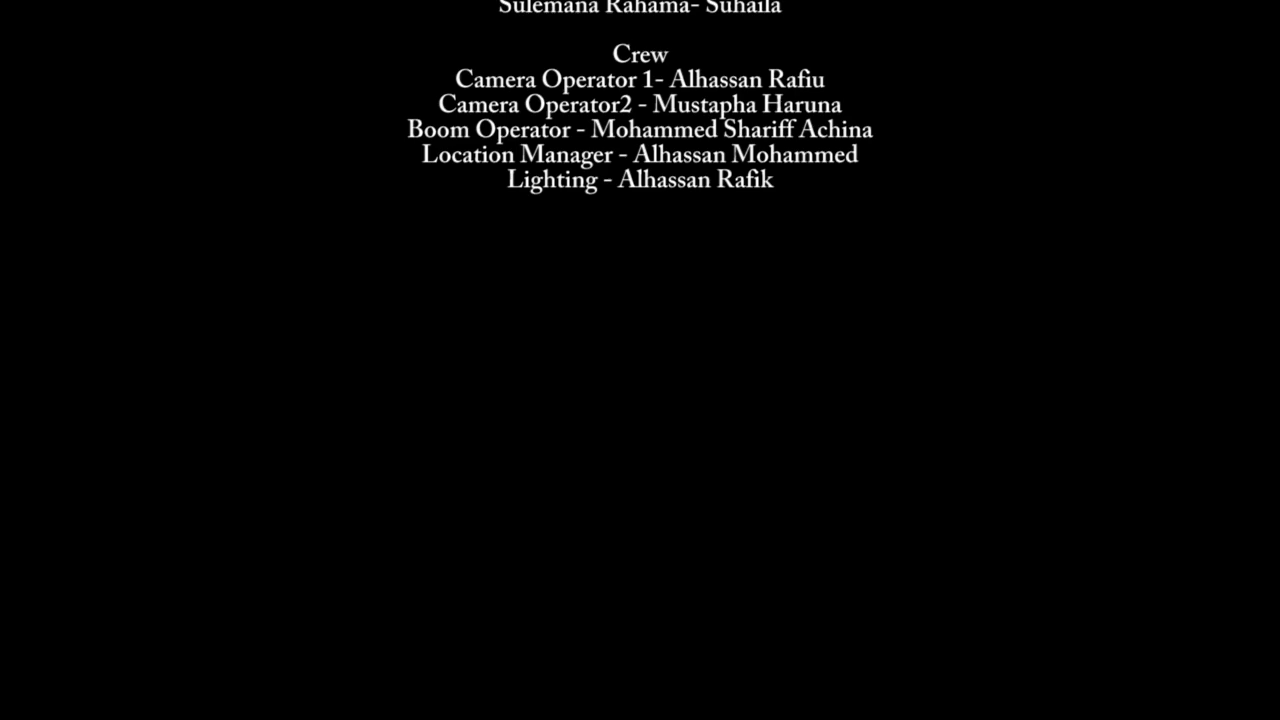 Sulemana Rahama- Suhaila
Crew
Camera Operator 1- Alhassan Rafiu
Camera Operator2 - Mustapha Haruna
Boom Operator - Mohammed Shariff Achina
Location Manager - Alhassan Mohammed
Lighting - Alhassan Rafik